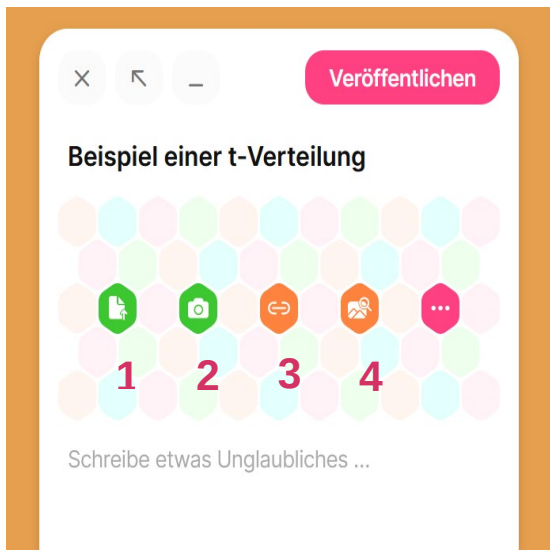 Veröffentlichen
Beispiel einer t-Verteilung
1 2 3 4
Schreibe etwas Unglaubliches ...